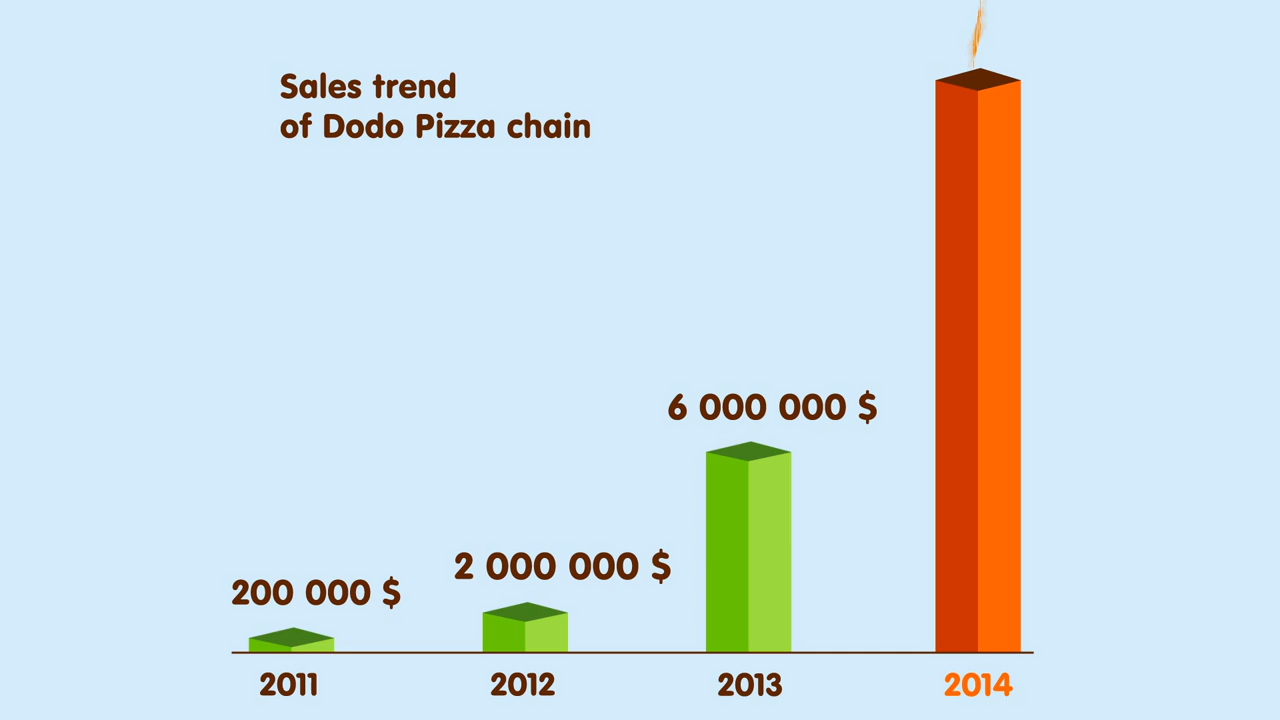 Sales trend
of Dodo Pizza chain
6 000 000 $
2 000 000 $
200 000 $
2011
2012
2013
2014